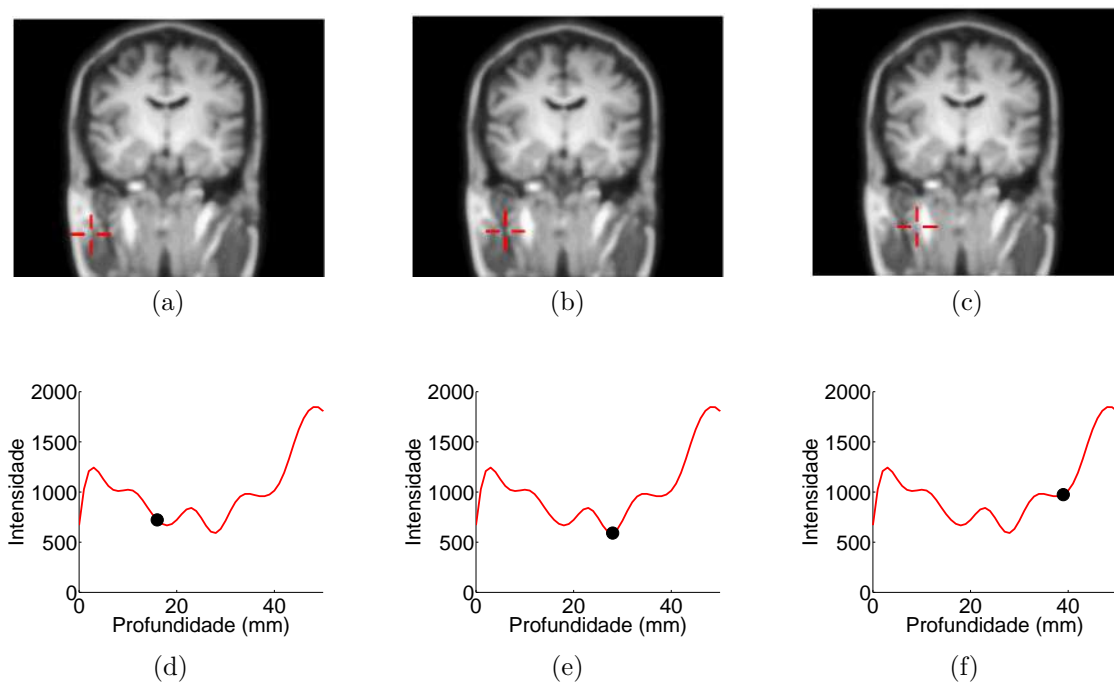 (a) (b) (c)
2000 2000 2000
1500 1500 1500
1000 1000 1000
500 500 500
0 0 0
Intensidade Intensidade Intensidade
0 20 40 0 20 40 0 20 40
Profundidade (mm) Profundidade (mm) Profundidade (mm)
(d) (e) (f)